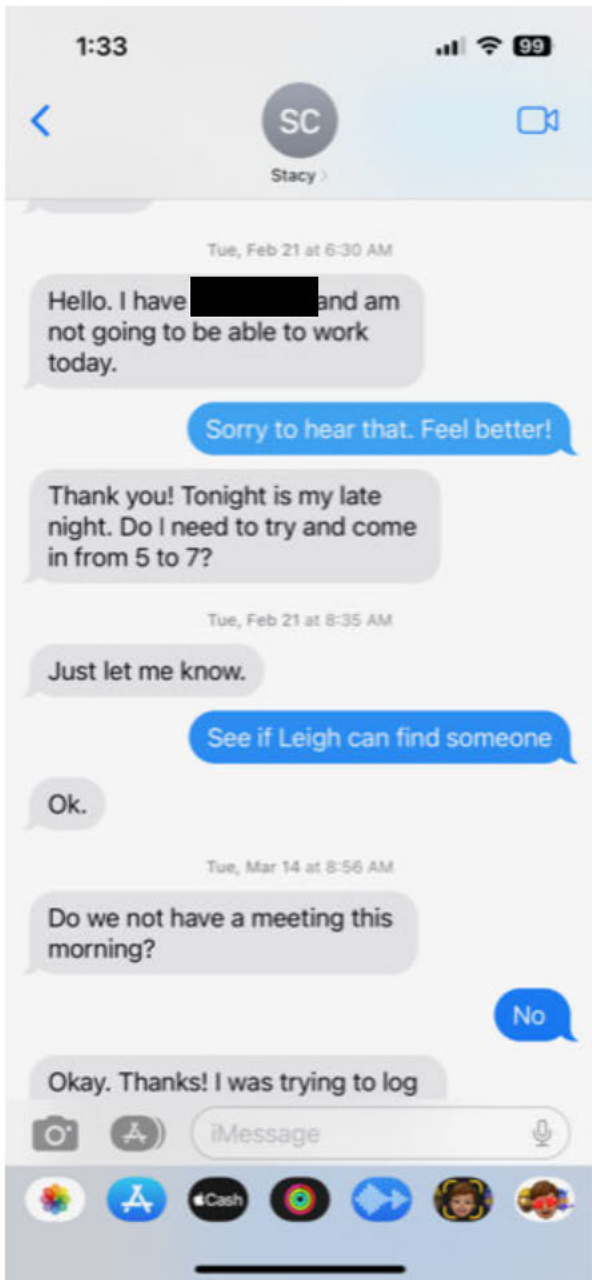 1:33
99
SC
Stacy
Tue, Feb 21 at 6:30 AM
Hello. I have and am
not going to be able to work
today.
Sorry to hear that. Feel better!
Thank you! Tonight is my late
night. Do I need to try and come
in from 5 to 7?
Tue, Feb 21 at 8:35 AM
Just let me know.
See if Leigh can find someone
Ok.
Tue, Mar 14 at 8:56 AM
Do we not have a meeting this
morning?
No
Okay. Thanks! I was trying to log
iMessage
Cash